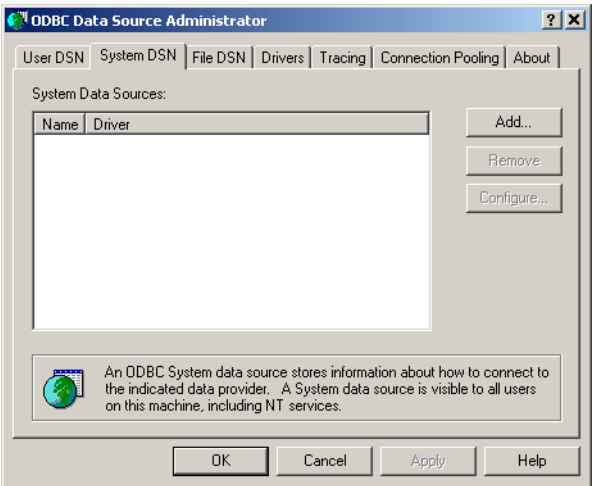 ODBC Data Source Administrator
User DSN System DSN File DSN Drivers Tracing Connection Pooling About
System Data Sources:
Name Driver
Add...
Remove
Configure...
An ODBC System data source stores information about how to connect to
the indicated data provider. A System data source is visible to all users
on this machine, including NT services.
OK Cancel Apply Help